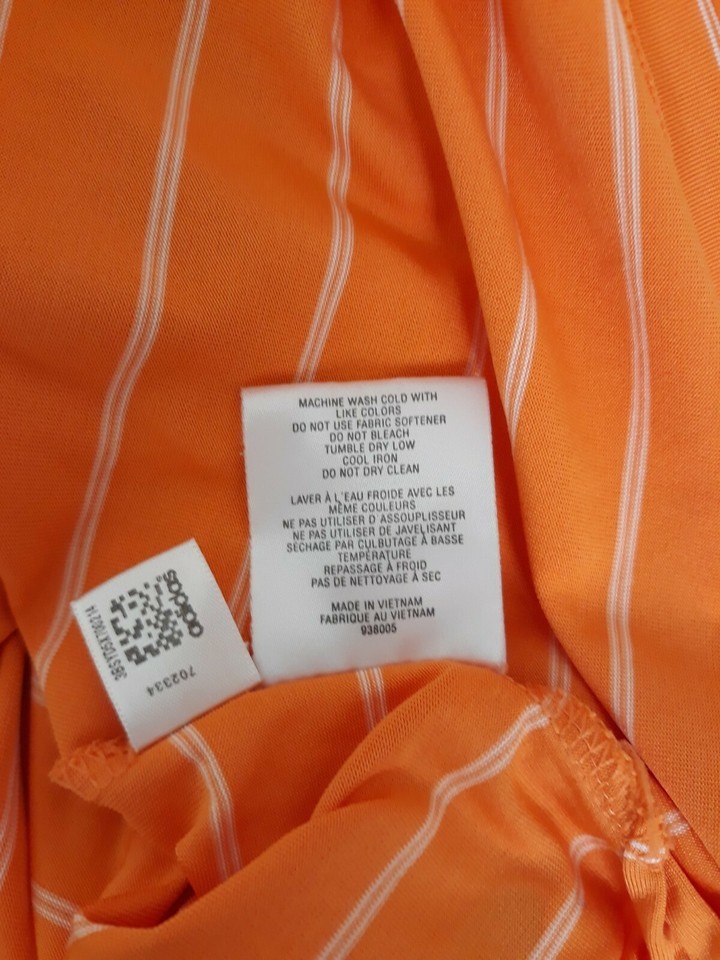 MACHINE WASH COLD WITH
LIKE COLORS
DO NOT USE FABRIC SOFTENER
DO NOT BLEACH
TUMBLE DRY LOW
COOL IRON
DO NOT DRY CLEAN
LAVER À L'EAU FROIDE AVEC LES
MÊME COULEURS
NE PAS UTILISER D ASSOUPLISSEUR
NE PAS UTILISER DE JAVELISANT
SÉCHAGE PAR CULBUTAGE À BASSE
TEMPÉRATURE
REPASSAGE À FROID
PAS DE NETTOYAGE À SEC
MADE IN VIETNAM
FABRIQUE AU VIETNAM
938005
adidas
3BSYD5X700214
702334